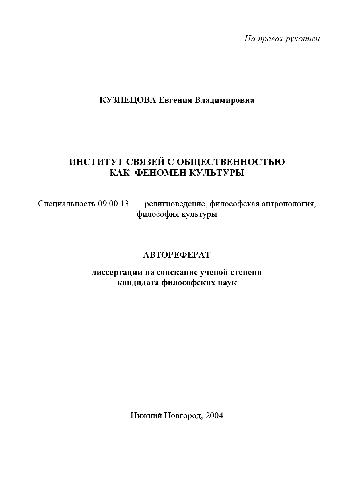 На правах рукописи
КУЗНЕЦОВА Евгения Владимировна
ИНСТИТУТ СВЯЗЕЙ С ОБЩЕСТВЕННОСТЬЮ
КАК ФЕНОМЕН КУЛЬТУРЫ
Специальность 09.00.13 религиоведение, философская антропология,
философия культуры
АВТОРЕФЕРАТ
диссертации на соискание ученой степени
кандидата философских наук
Нижний Новгород, 2004